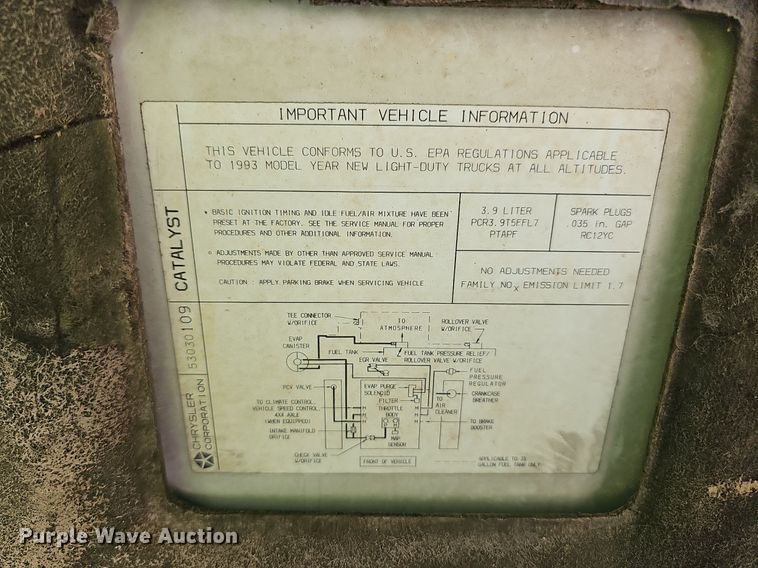 IMPORTANT VEHICLE INFORMATION
THIS VEHICLE CONFORMS TO U.S. EPA REGULATIONS APPLICABLE
TO 1993 MODEL YEAR NEW LIGHT-DUTY TRUCKS AT ALL ALTITUDES.
CHRYSLER
CORPORATION
53030109
CATALYST
BASIC IGNITION TIMING AND IDLE FUEL/AIR MIXTURE HAVE BEEN
PRESET AT THE FACTORY. SEE THE SERVICE MANUAL FOR PROPER
PROCEDURES AND OTHER ADDITIONAL INFORMATION.
ADJUSTMENTS MADE BY OTHER THAN APPROVED SERVICE MANUAL
PROCEDURES MAY VIOLATE FEDERAL AND STATE LAWS.
CAUTION: APPLY PARKING BRAKE WHEN SERVICING VEHICLE
3.9 LITER
PCR3.9T5FFL7
PTAPF
SPARK PLUGS
.035 in. GAP
RC12YC
NO ADJUSTMENTS NEEDED
FAMILY NOx EMISSION LIMIT 1.7
TEE CONNECTOR
W/ORIFICE
TO
ATMOSPHERE
ROLLOVER VALVE
W/ORIFICE
EVAP
CANISTER
FUEL TANK
FUEL TANK PRESSURE RELIEF/
ROLLOVER VALVE W/ORIFICE
EGR VALVE
FUEL
PRESSURE
REGULATOR
PCV VALVE
EVAP PURGE
SOLENOID
FILTER
TO
AIR
CLEANER
CRANKCASE
BREATHER
TO CLIMATE CONTROL
VEHICLE SPEED CONTROL
4X4 AXLE
(WHEN EQUIPPED)
THROTTLE
BODY
TO BRAKE
BOOSTER
INTAKE MANIFOLD
ORIFICE
MAP
SENSOR
CHECK VALVE
W/ORIFICE
FRONT OF VEHICLE
APPLICABLE TO
GALLON FUEL TANK ONLY
Purple Wave Auction